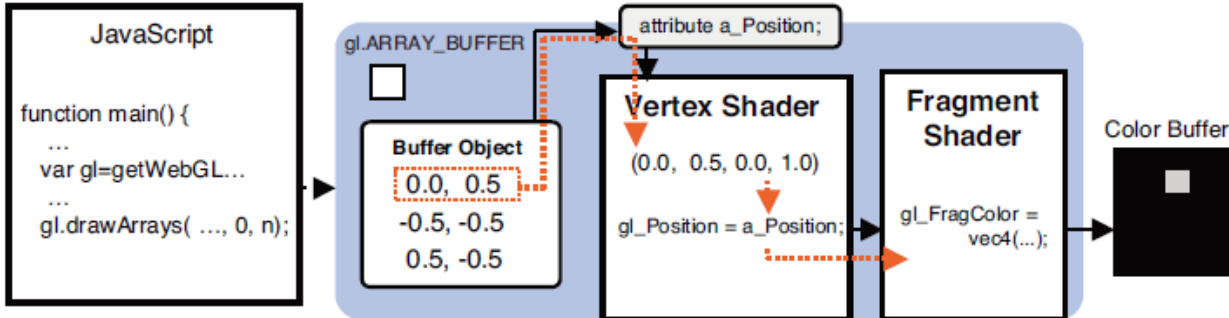 JavaScript
function main() {
...
var gl=getWebGL...
...
gl.drawArrays( ..., 0, n);
gl.ARRAY_BUFFER
Buffer Object
0.0, 0.5
-0.5, -0.5
0.5, -0.5
attribute a_Position;
Vertex Shader
(0.0, 0.5, 0.0, 1.0)
gl_Position = a_Position;
Fragment
Shader
gl_FragColor =
vec4(...);
Color Buffer